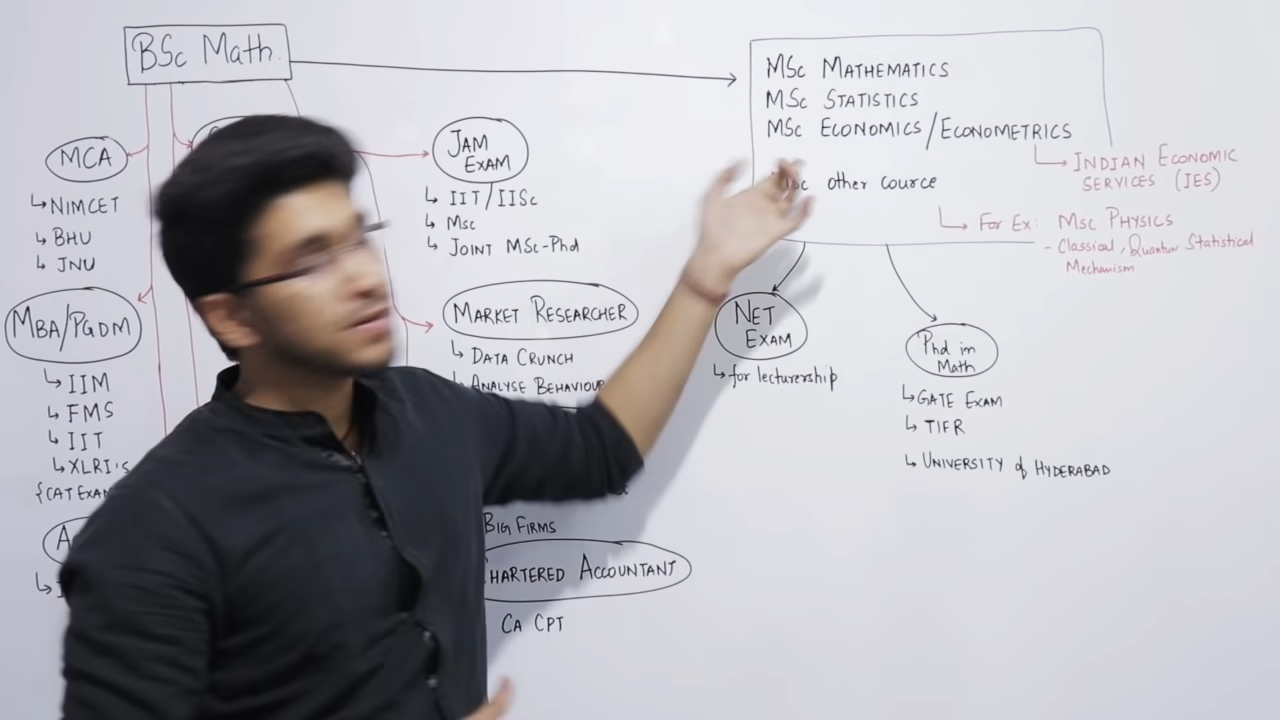 BSc Math.
MCA
↳ NIMCET
↳ BHU
↳ JNU
MBA/PGDM
↳ IIM
↳ FMS
↳ IIT
↳ XLRI's
{CAT EXAM
JAM
EXAM
↳ IIT/IISc
↳ Msc
↳ JOINT MSc-Phd
MARKET RESEARCHER
↳ DATA CRUNCH
↳ ANALYSE BEHAVIOUR
BIG FIRMS
CHARTERED ACCOUNTANT
CA CPT
MSc MATHEMATICS
MSc STATISTICS
MSc ECONOMICS/ECONOMETRICS
↳ INDIAN ECONOMIC
SERVICES (IES)
Msc other cource
↳ For Ex: MSc PHYSICS
- Classical, Quantum Statistical
Mechanism
NET
EXAM
↳ for lecturership
Phd in
Math
↳ GATE EXAM
↳ TIFR
↳ UNIVERSITY of HYDERABAD